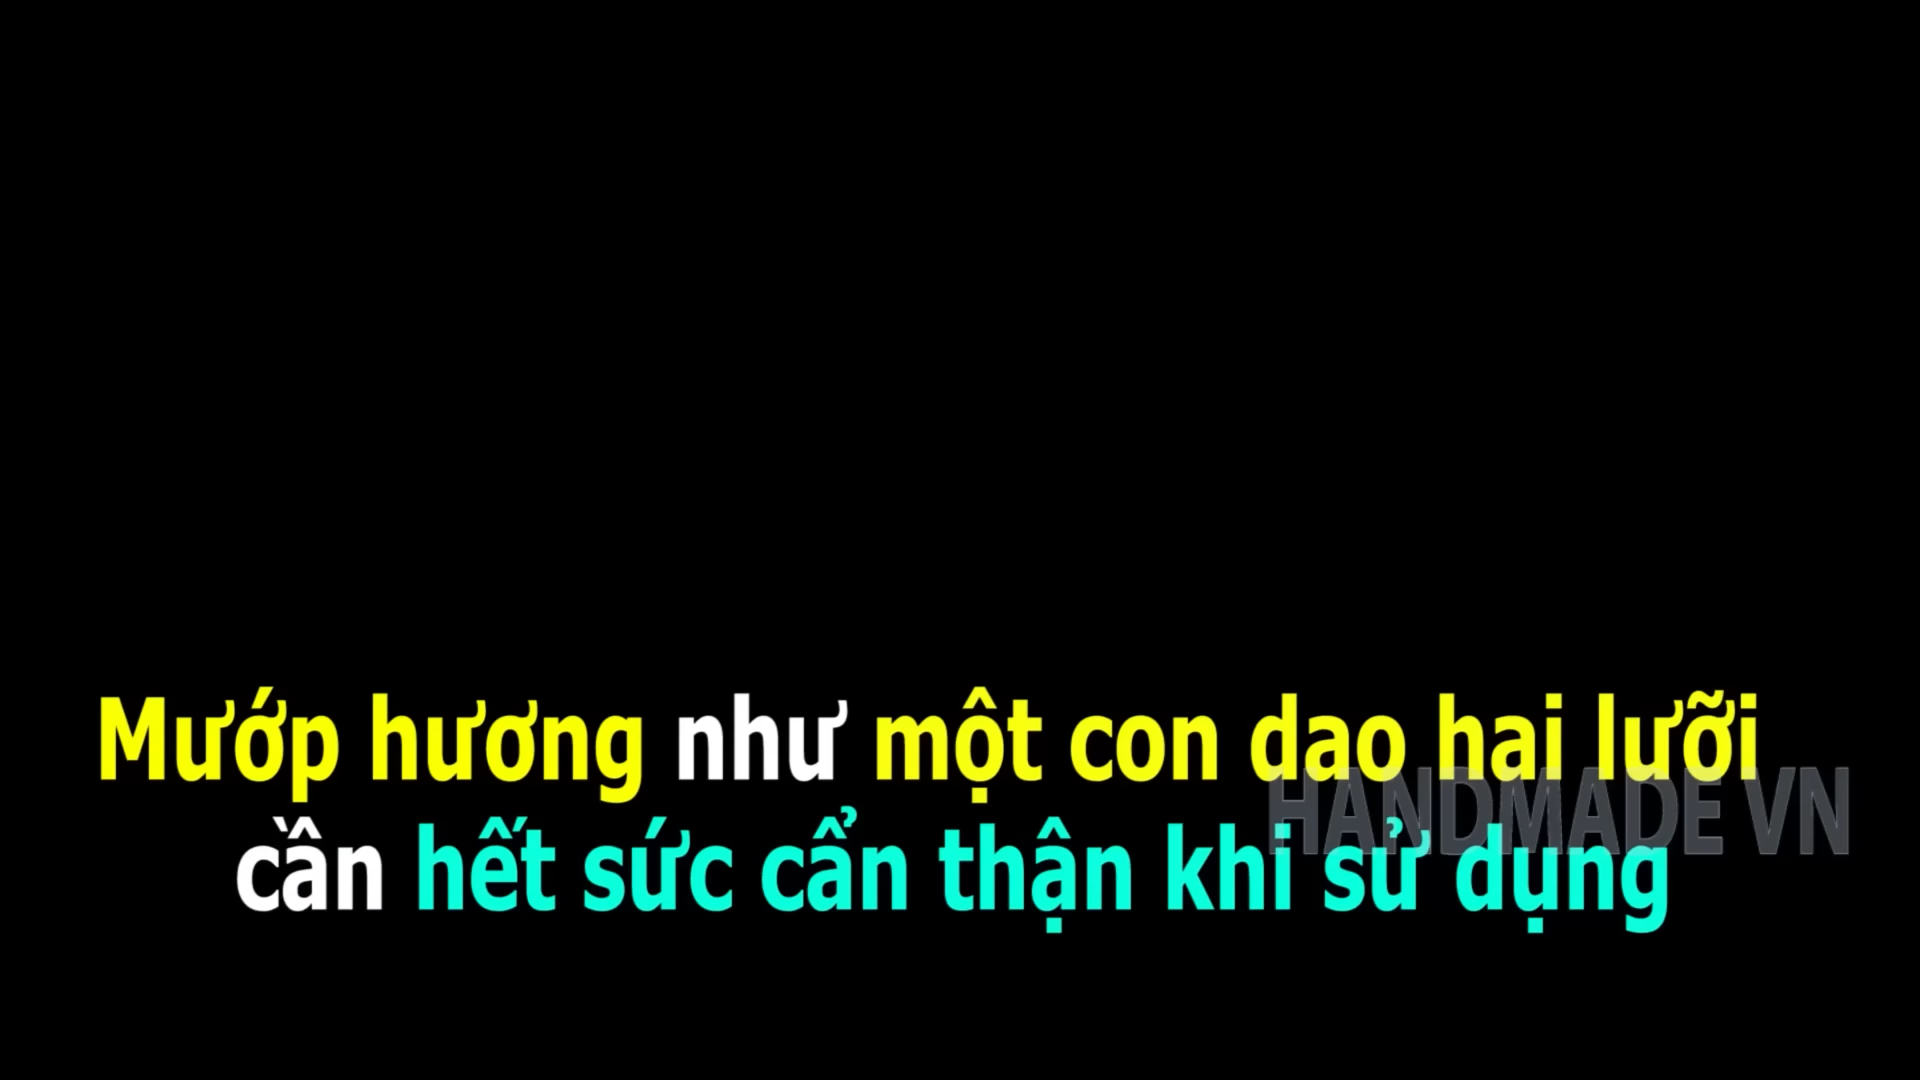 Mướp hương như một con dao hai lưỡi
HANDMADE VN
cần hết sức cẩn thận khi sử dụng